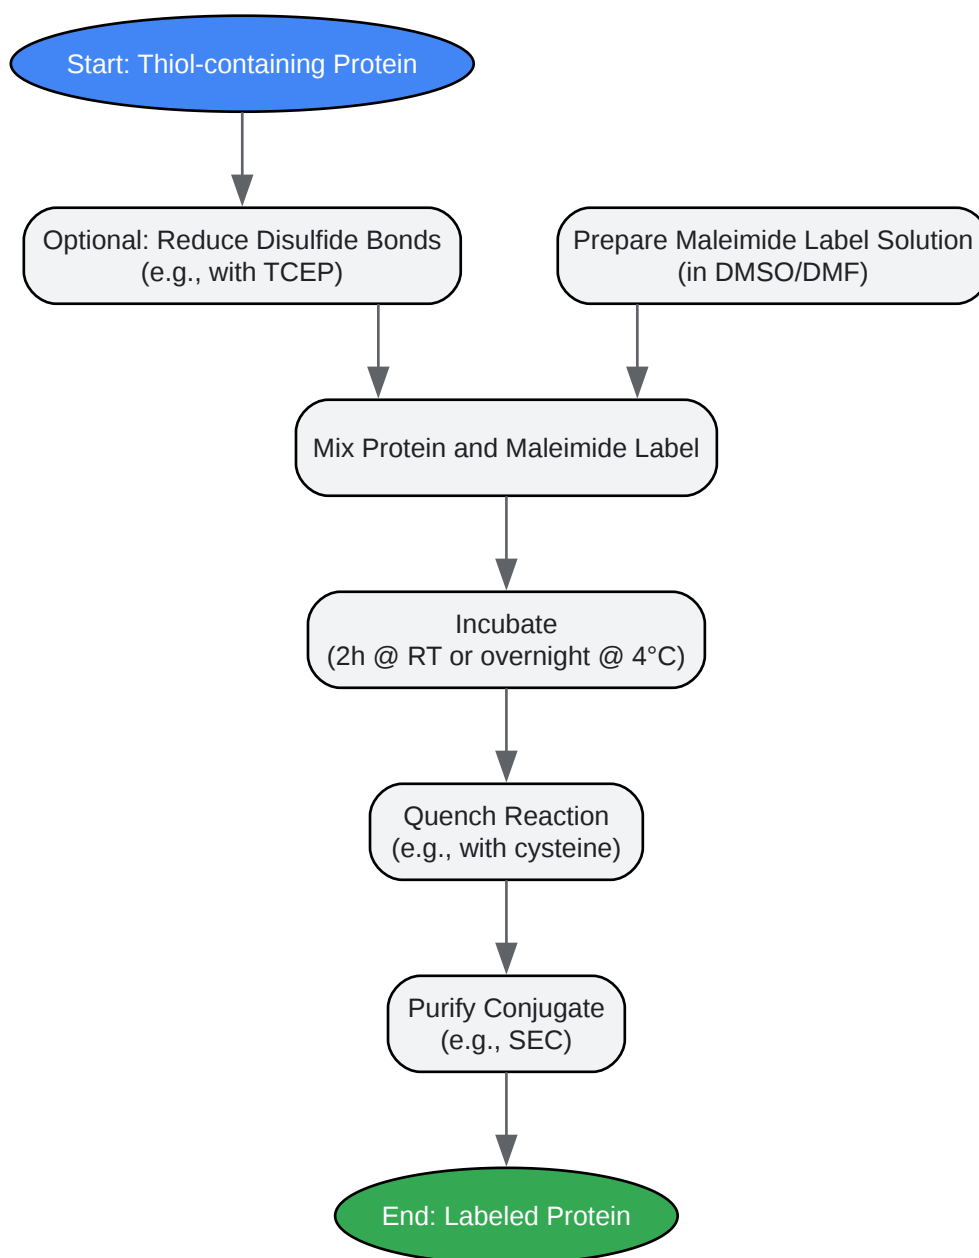 Start: Thiol-containing Protein
Optional: Reduce Disulfide Bonds
(e.g., with TCEP)
Prepare Maleimide Label Solution
(in DMSO/DMF)
Mix Protein and Maleimide Label
Incubate
(2h @ RT or overnight @ 4°C)
Quench Reaction
(e.g., with cysteine)
Purify Conjugate
(e.g., SEC)
End: Labeled Protein